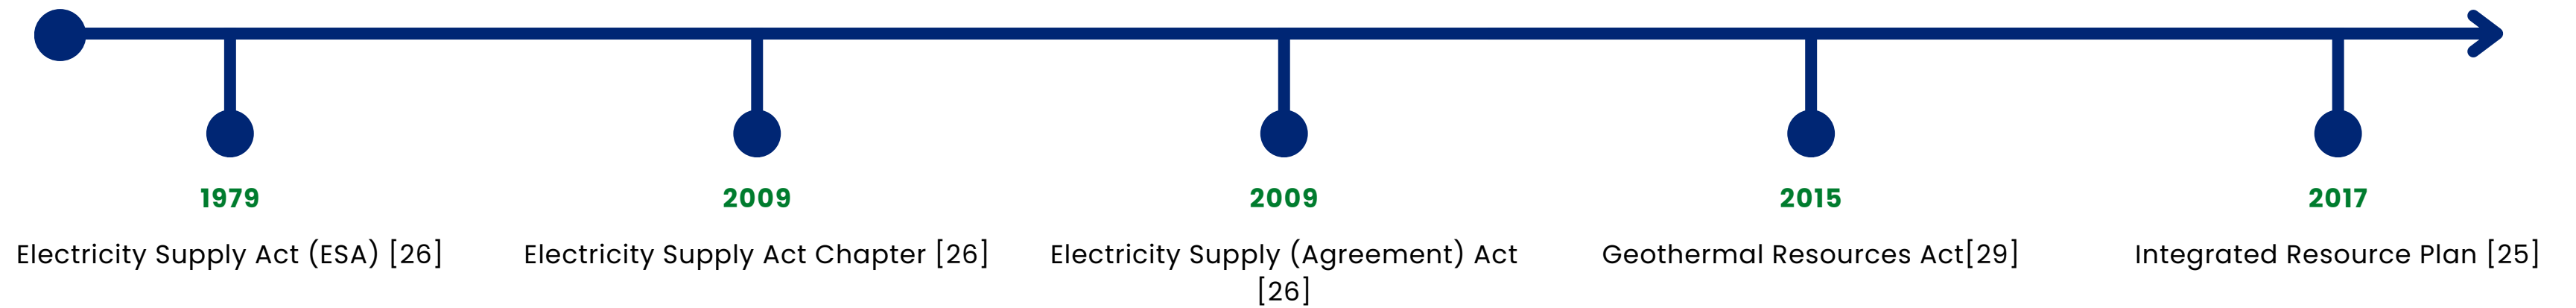 1979
Electricity Supply Act (ESA) [26]
2009
Electricity Supply Act Chapter [26]
2009
Electricity Supply (Agreement) Act
[26]
2015
Geothermal Resources Act[29]
2017
Integrated Resource Plan [25]